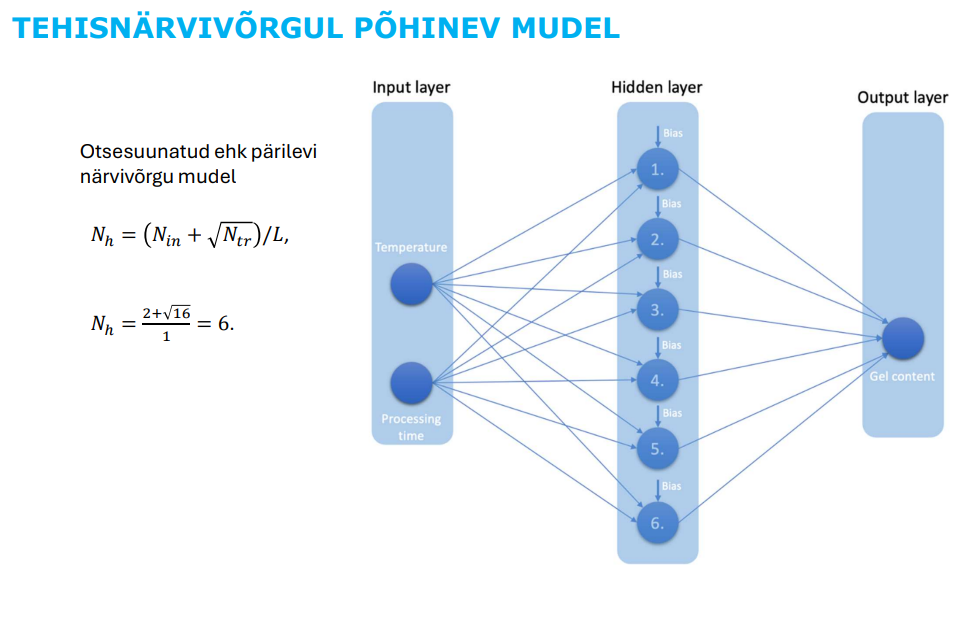 TEHISNÄRVIVÕRGUL PÕHINEV MUDEL
Otsesuunatud ehk pärilevi
närvivõrgu mudel
N_h = (N_in + √N_tr)/L,
N_h = (2+√16)/1 = 6.
Input layer
Temperature
Processing
time
Hidden layer
Bias
1.
Bias
2.
Bias
3.
Bias
4.
Bias
5.
Bias
6.
Output layer
Gel content